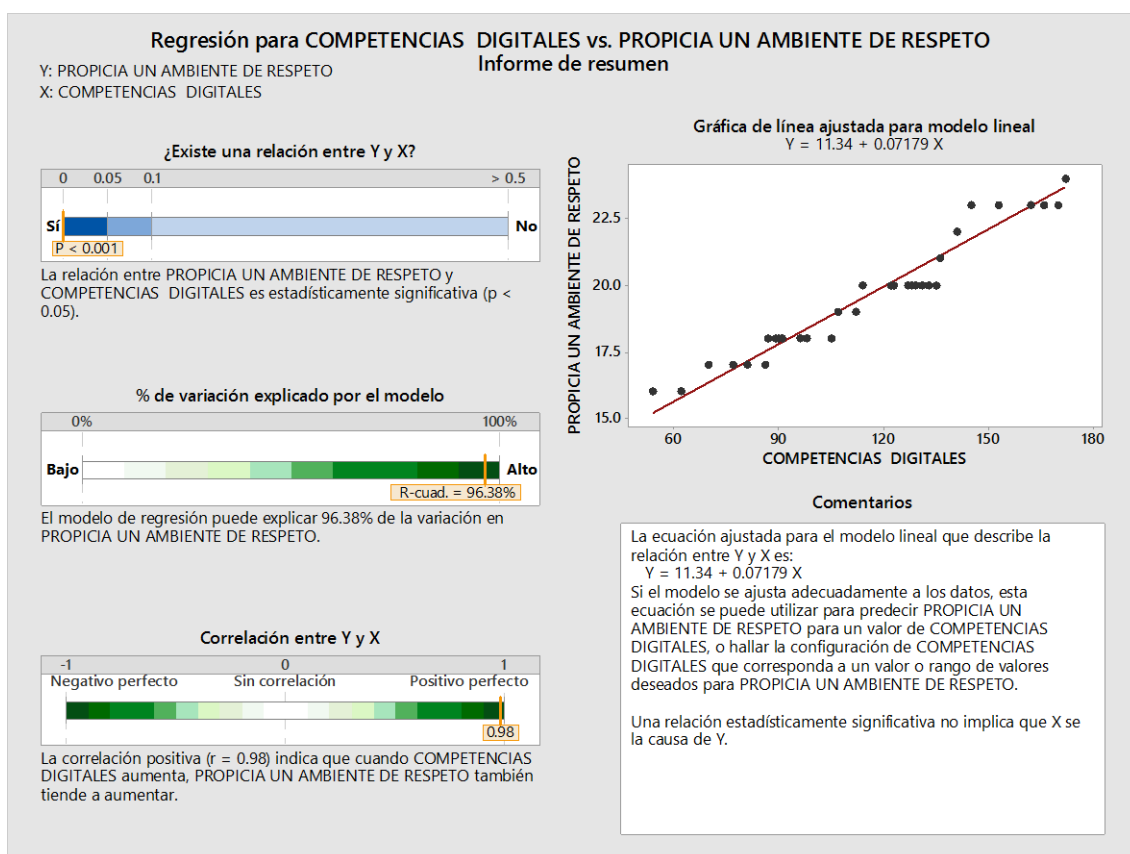 Regresión para COMPETENCIAS DIGITALES vs. PROPICIA UN AMBIENTE DE RESPETO
Informe de resumen
Y: PROPICIA UN AMBIENTE DE RESPETO
X: COMPETENCIAS DIGITALES
¿Existe una relación entre Y y X?
0 0.05 0.1 > 0.5
Sí No
P < 0.001
La relación entre PROPICIA UN AMBIENTE DE RESPETO y
COMPETENCIAS DIGITALES es estadísticamente significativa (p <
0.05).
% de variación explicado por el modelo
0% 100%
Bajo Alto
R-cuad. = 96.38%
El modelo de regresión puede explicar 96.38% de la variación en
PROPICIA UN AMBIENTE DE RESPETO.
Correlación entre Y y X
-1 0 1
Negativo perfecto Sin correlación Positivo perfecto
0.98
La correlación positiva (r = 0.98) indica que cuando COMPETENCIAS
DIGITALES aumenta, PROPICIA UN AMBIENTE DE RESPETO también
tiende a aumentar.
Gráfica de línea ajustada para modelo lineal
Y = 11.34 + 0.07179 X
PROPICIA UN AMBIENTE DE RESPETO
22.5
20.0
17.5
15.0
60 90 120 150 180
COMPETENCIAS DIGITALES
Comentarios
La ecuación ajustada para el modelo lineal que describe la
relación entre Y y X es:
Y = 11.34 + 0.07179 X
Si el modelo se ajusta adecuadamente a los datos, esta
ecuación se puede utilizar para predecir PROPICIA UN
AMBIENTE DE RESPETO para un valor de COMPETENCIAS
DIGITALES, o hallar la configuración de COMPETENCIAS
DIGITALES que corresponda a un valor o rango de valores
deseados para PROPICIA UN AMBIENTE DE RESPETO.
Una relación estadísticamente significativa no implica que X se
la causa de Y.